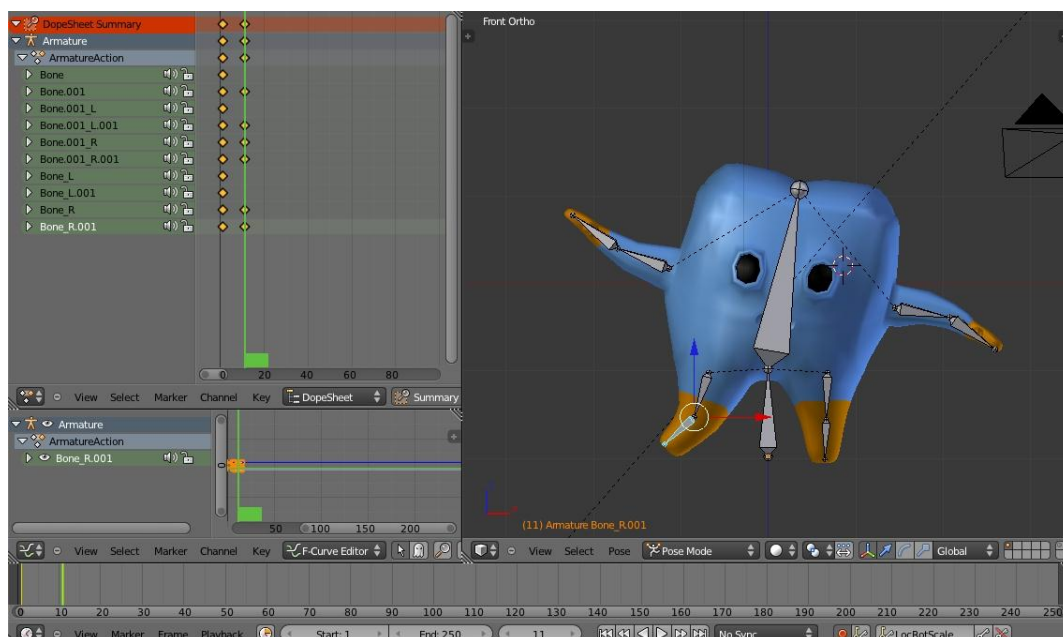 DopeSheet Summary
Armature
ArmatureAction
Bone
Bone.001
Bone.001_L
Bone.001_L.001
Bone.001_R
Bone.001_R.001
Bone_L
Bone_L.001
Bone_R
Bone_R.001
0 20 40 60 80
View Select Marker Channel Key DopeSheet Summary
Armature
ArmatureAction
Bone_R.001
50 100 150 200
View Select Marker Channel Key F-Curve Editor
Front Ortho
(11) Armature Bone_R.001
View Select Pose Pose Mode Global
0 10 20 30 40 50 60 70 80 90 100 110 120 130 140 150 160 170 180 190 200 210 220 230 240 250
View Marker Frame Playback Start: 1 End: 250 11 No Sync LocRotScale